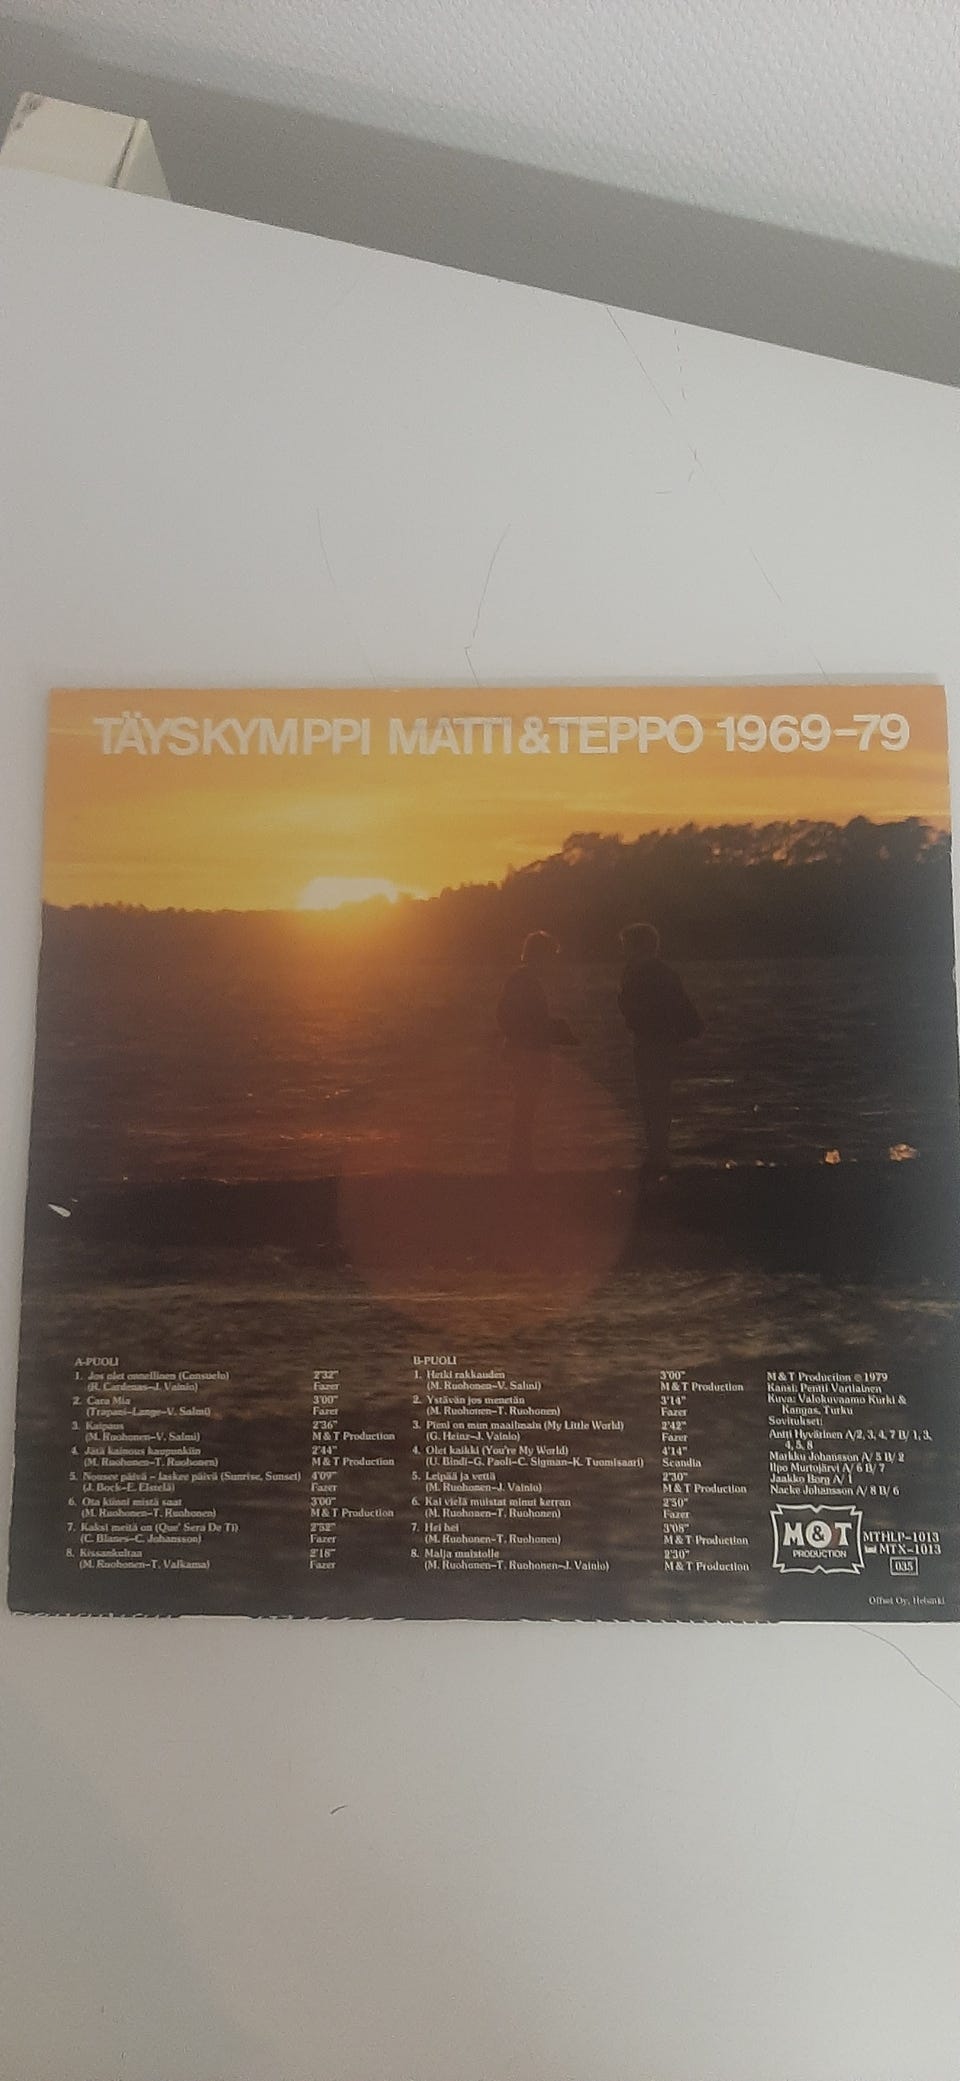 TÄYSKYMPPI MATTI & TEPPO 1969-79
A-PUOLI
1. Jos olet onnellinen (Consuelo) 2'32"
(R. Cardenas-J. Vainio) Fazer
2. Cara Mia 3'00"
(Trapani-Lange-V. Salmi) Fazer
3. Kaipaus 2'36"
(M. Ruohonen-V. Salmi) M & T Production
4. Jätä kainous kaupunkiin 2'44"
(M. Ruohonen-T. Ruohonen) M & T Production
5. Nousee päivä – laskee päivä (Sunrise, Sunset) 4'09"
(J. Bock-E. Elstelä) Fazer
6. Ota kiinni mistä saat 3'00"
(M. Ruohonen-T. Ruohonen) M & T Production
7. Kaksi meitä on (Que' Sera De Ti) 2'52"
(C. Blanes-C. Johansson) Fazer
8. Kissankultaa 2'18"
(M. Ruohonen-T. Valkama) Fazer
B-PUOLI
1. Hetki rakkauden 3'00"
(M. Ruohonen-V. Salmi) M & T Production
2. Ystävän jos menetän 3'14"
(M. Ruohonen-T. Ruohonen) Fazer
3. Pieni on mun maailmain (My Little World) 2'42"
(G. Heinz-J. Vainio) Fazer
4. Olet kaikki (You're My World) 4'14"
(U. Bindi-G. Paoli-C. Sigman-K. Tuomisaari) Scandia
5. Leipää ja vettä 2'30"
(M. Ruohonen-J. Vainio) M & T Production
6. Kai vielä muistat minut kerran 2'50"
(M. Ruohonen-T. Ruohonen) Fazer
7. Hei hei 3'08"
(M. Ruohonen-T. Ruohonen) M & T Production
8. Malja muistolle 2'30"
(M. Ruohonen-T. Ruohonen-J. Vainio) M & T Production
M & T Production ℗ 1979
Kansi: Pentti Vartiainen
Kuva: Valokuvaamo Kurki &
Kangas, Turku
Sovitukset:
Antti Hyvärinen A/2, 3, 4, 7 B/ 1, 3,
4, 5, 8
Markku Johansson A/ 5 B/ 2
Ilpo Murtojärvi A/ 6 B/ 7
Jaakko Borg A/ 1
Nacke Johansson A/ 8 B/ 6
M&T
PRODUCTION
MTHLP-1013
MTX-1013
035
Offset Oy, Helsinki